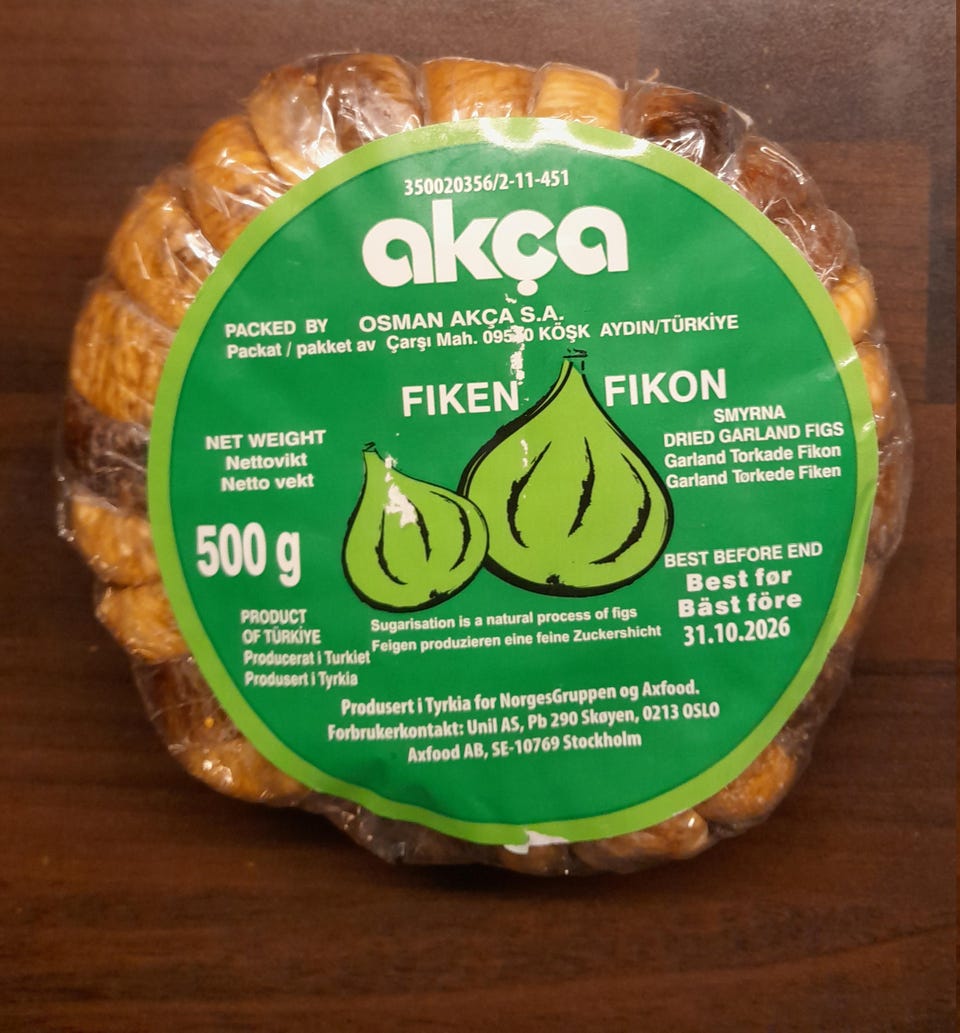 350020356/2-11-451
akça
PACKED BY OSMAN AKÇA S.A.
Packat / pakket av Çarşı Mah. KÖŞK AYDIN/TÜRKİYE
FIKEN FIKON
SMYRNA
DRIED GARLAND FIGS
Garland Torkade Fikon
Garland Tørkede Fiken
NET WEIGHT
Nettovikt
Netto vekt
500 g
BEST BEFORE END
Best før
Bäst före
31.10.2026
PRODUCT
OF TÜRKİYE
Producerat i Turkiet
Produsert i Tyrkia
Sugarisation is a natural process of figs
Feigen produzieren eine feine Zuckershicht
Produsert i Tyrkia for NorgesGruppen og Axfood.
Forbrukerkontakt: Unil AS, Pb 290 Skøyen, 0213 OSLO
Axfood AB, SE-10769 Stockholm